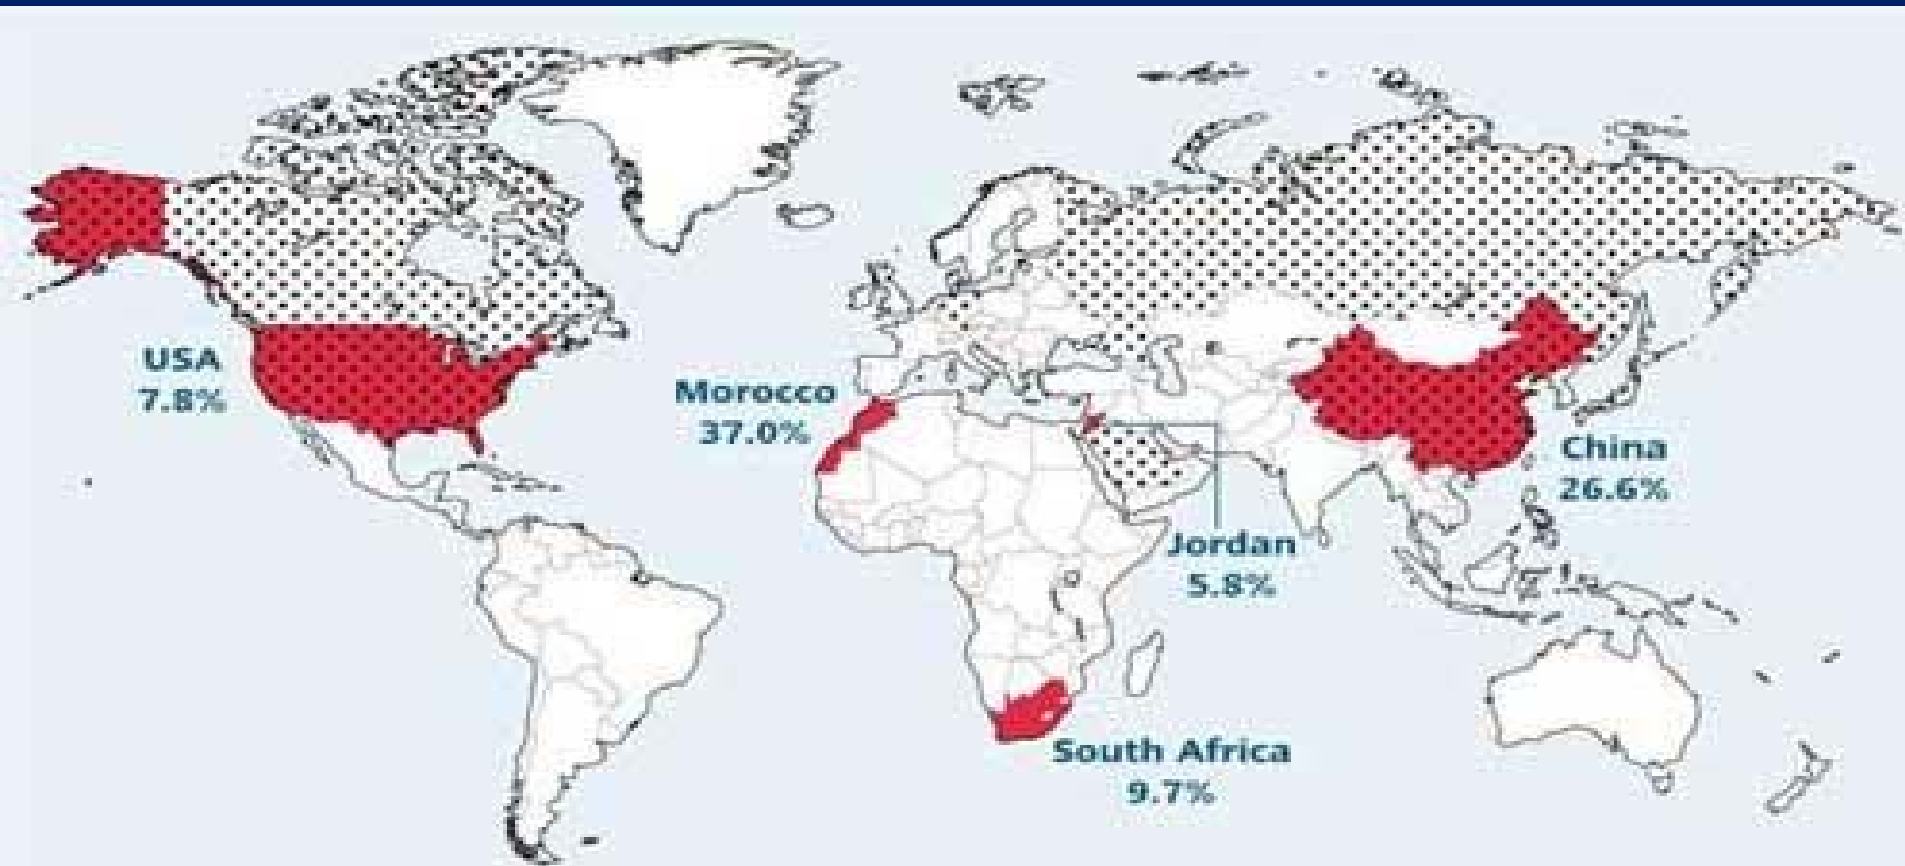 USA
7.8%
Morocco
37.0%
China
26.6%
Jordan
5.8%
South Africa
9.7%